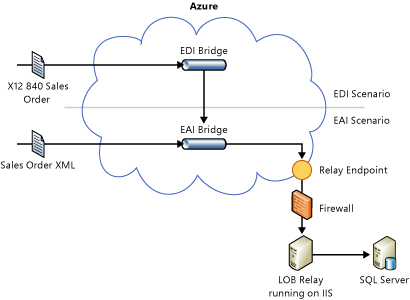 Azure
EDI Bridge
X12 840 Sales
Order
EDI Scenario
EAI Scenario
EAI Bridge
Sales Order XML
Relay Endpoint
Firewall
LOB Relay
running on IIS
SQL Server